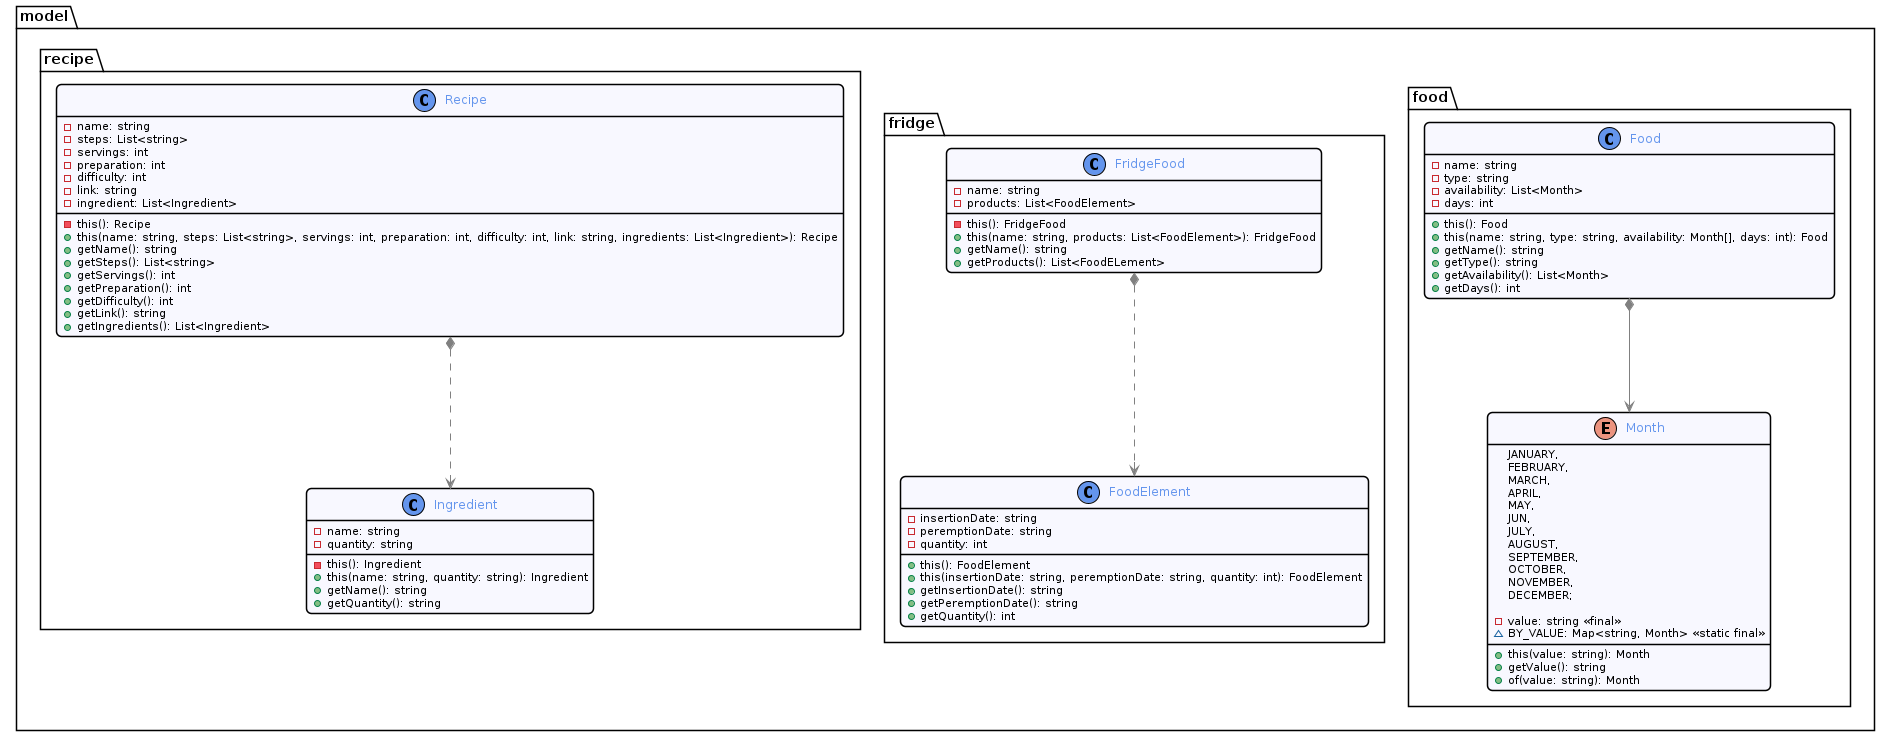 model
recipe
C Recipe
name: string
steps: List<string>
servings: int
preparation: int
difficulty: int
link: string
ingredient: List<Ingredient>
this(): Recipe
this(name: string, steps: List<string>, servings: int, preparation: int, difficulty: int, link: string, ingredients: List<Ingredient>): Recipe
getName(): string
getSteps(): List<string>
getServings(): int
getPreparation(): int
getDifficulty(): int
getLink(): string
getIngredients(): List<Ingredient>
C Ingredient
name: string
quantity: string
this(): Ingredient
this(name: string, quantity: string): Ingredient
getName(): string
getQuantity(): string
fridge
C FridgeFood
name: string
products: List<FoodElement>
this(): FridgeFood
this(name: string, products: List<FoodElement>): FridgeFood
getName(): string
getProducts(): List<FoodELement>
C FoodElement
insertionDate: string
peremptionDate: string
quantity: int
this(): FoodElement
this(insertionDate: string, peremptionDate: string, quantity: int): FoodElement
getInsertionDate(): string
getPeremptionDate(): string
getQuantity(): int
food
C Food
name: string
type: string
availability: List<Month>
days: int
this(): Food
this(name: string, type: string, availability: Month[], days: int): Food
getName(): string
getType(): string
getAvailability(): List<Month>
getDays(): int
E Month
JANUARY,
FEBRUARY,
MARCH,
APRIL,
MAY,
JUN,
JULY,
AUGUST,
SEPTEMBER,
OCTOBER,
NOVEMBER,
DECEMBER;
value: string «final»
BY_VALUE: Map<string, Month> «static final»
this(value: string): Month
getValue(): string
of(value: string): Month